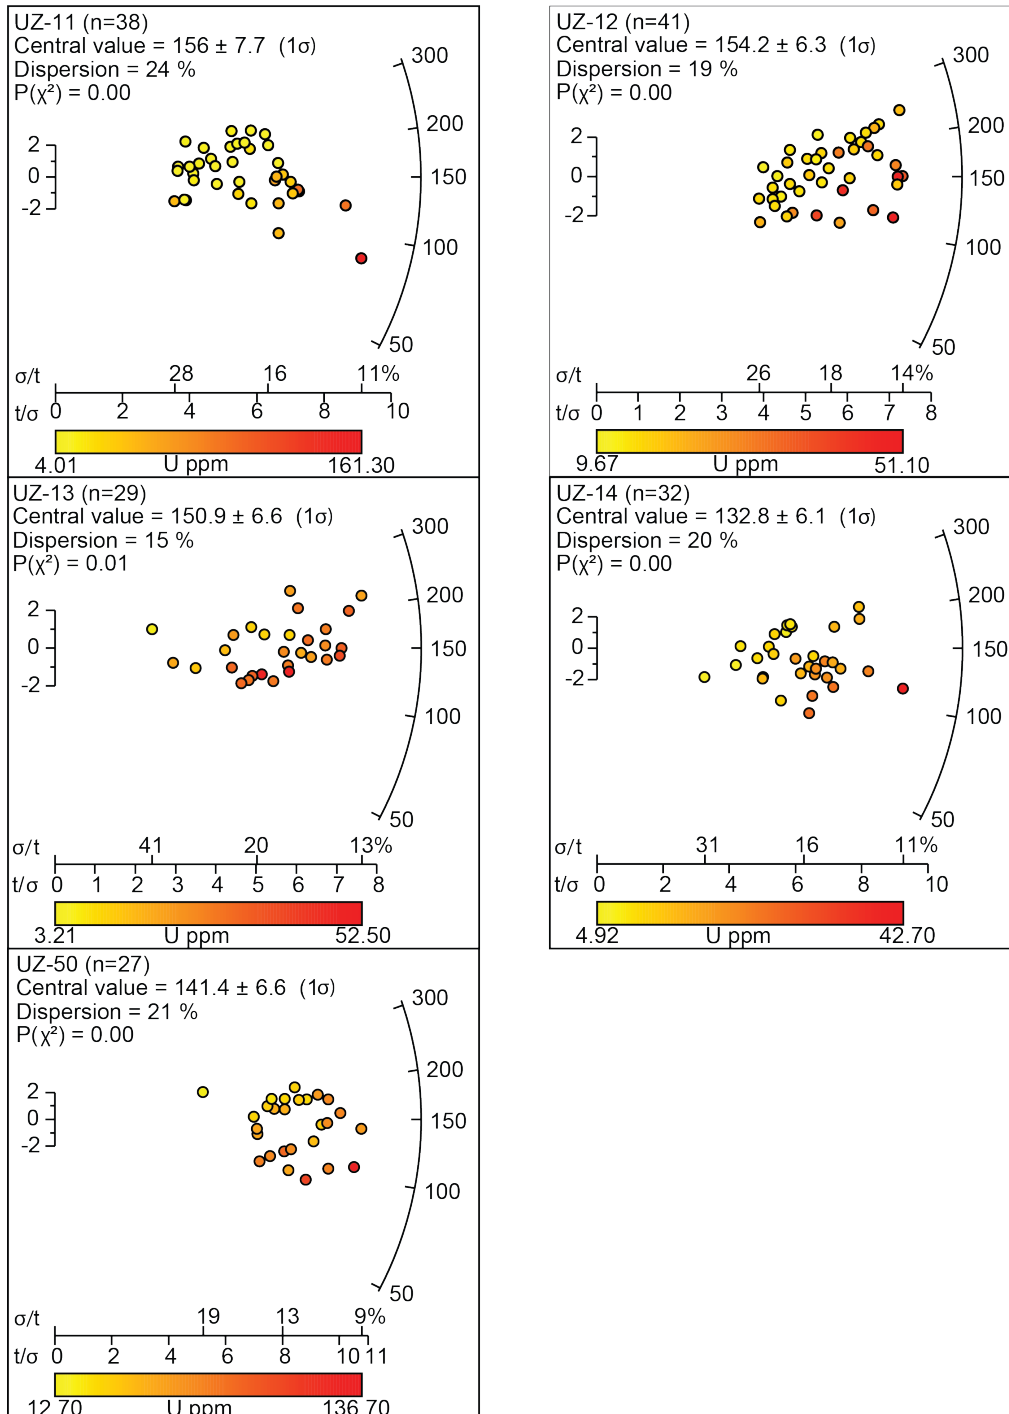 UZ-11 (n=38)
Central value = 156 ± 7.7 (1σ)
Dispersion = 24 %
P(χ²) = 0.00
300
200
150
100
50
2
0
-2
σ/t 28 16 11%
t/σ 0 2 4 6 8 10
4.01 U ppm 161.30
UZ-12 (n=41)
Central value = 154.2 ± 6.3 (1σ)
Dispersion = 19 %
P(χ²) = 0.00
300
200
150
100
50
2
0
-2
σ/t 26 18 14%
t/σ 0 1 2 3 4 5 6 7 8
9.67 U ppm 51.10
UZ-13 (n=29)
Central value = 150.9 ± 6.6 (1σ)
Dispersion = 15 %
P(χ²) = 0.01
300
200
150
100
50
2
0
-2
σ/t 41 20 13%
t/σ 0 1 2 3 4 5 6 7 8
3.21 U ppm 52.50
UZ-14 (n=32)
Central value = 132.8 ± 6.1 (1σ)
Dispersion = 20 %
P(χ²) = 0.00
300
200
150
100
50
2
0
-2
σ/t 31 16 11%
t/σ 0 2 4 6 8 10
4.92 U ppm 42.70
UZ-50 (n=27)
Central value = 141.4 ± 6.6 (1σ)
Dispersion = 21 %
P(χ²) = 0.00
300
200
150
100
50
2
0
-2
σ/t 19 13 9%
t/σ 0 2 4 6 8 10 11
12.70 U ppm 136.70